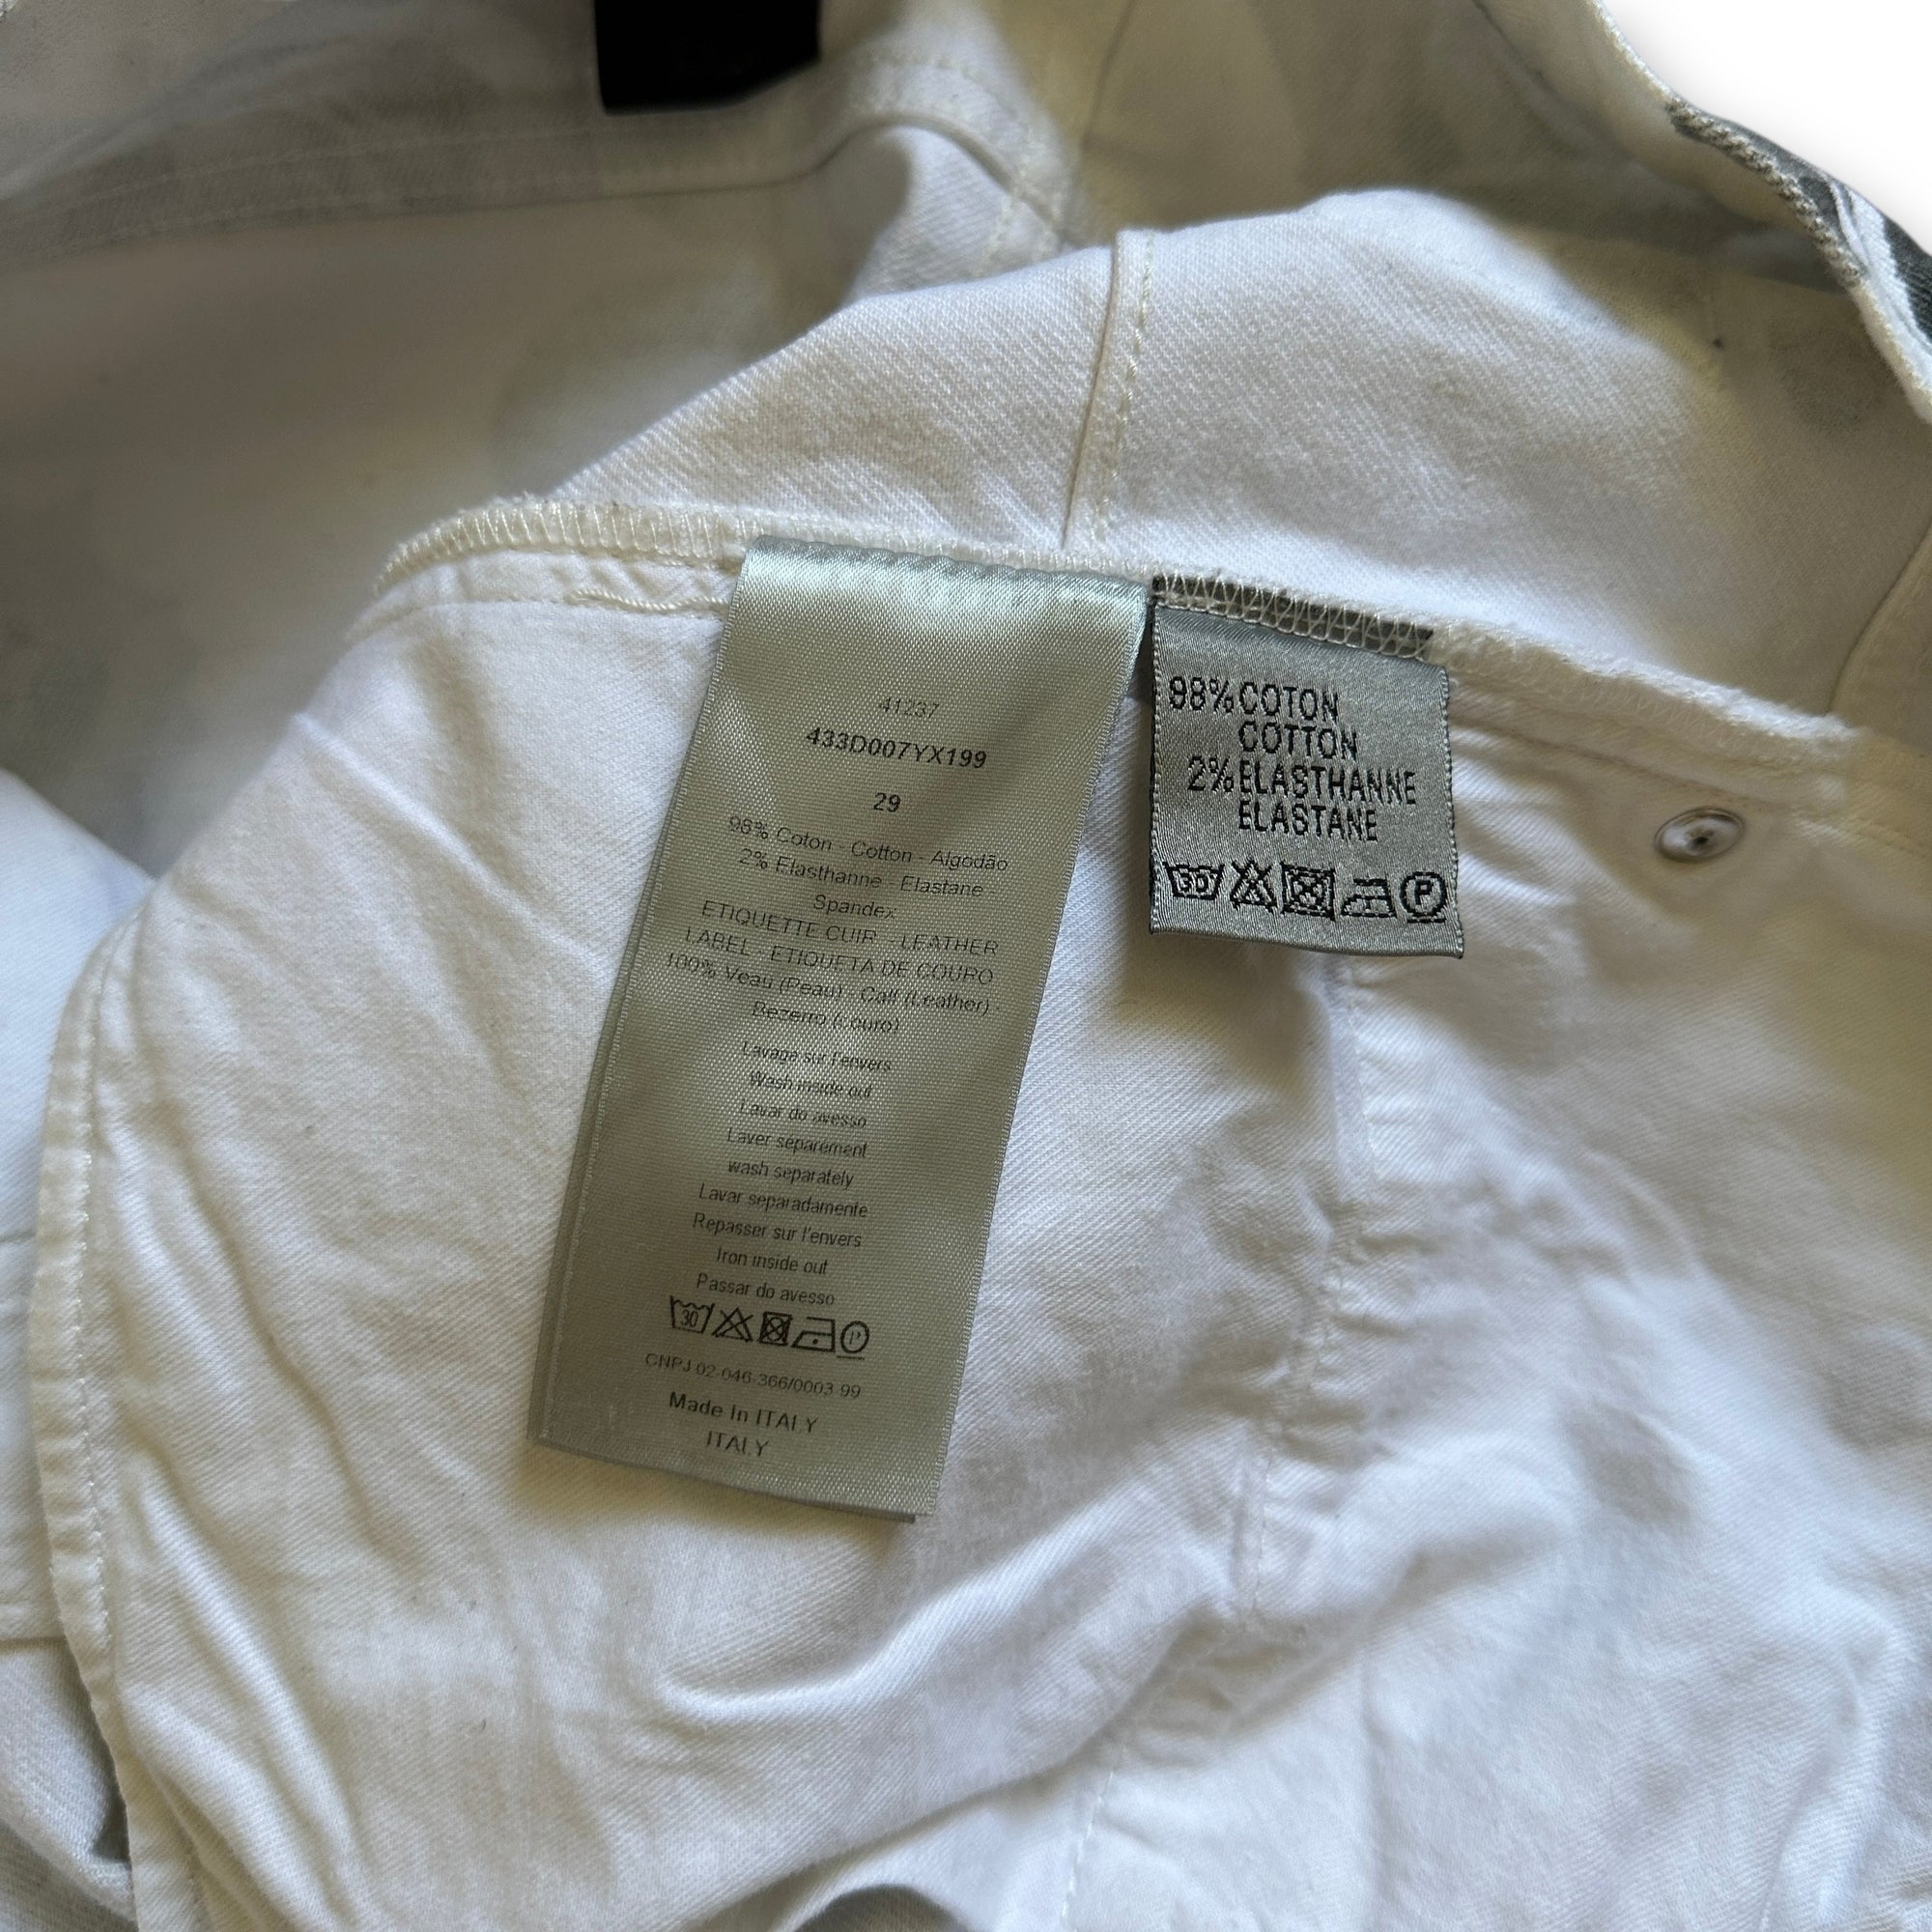 41237
433D007YX199
29
98% Coton - Cotton - Algodão
2% Elasthanne - Elastane
Spandex
ETIQUETTE CUIR - LEATHER
LABEL - ETIQUETA DE COURO
100% Veau (Peau) - Calf (Leather) -
Bezerro (couro)
Lavage sur l'envers
Wash inside out
Lavar do avesso
Laver separement
wash separately
Lavar separadamente
Repasser sur l'envers
Iron inside out
Passar do avesso
30
P
CNPJ 02-046-366/0003-99
Made In ITALY
ITALY
98% COTON
COTTON
2% ELASTHANNE
ELASTANE
30
P